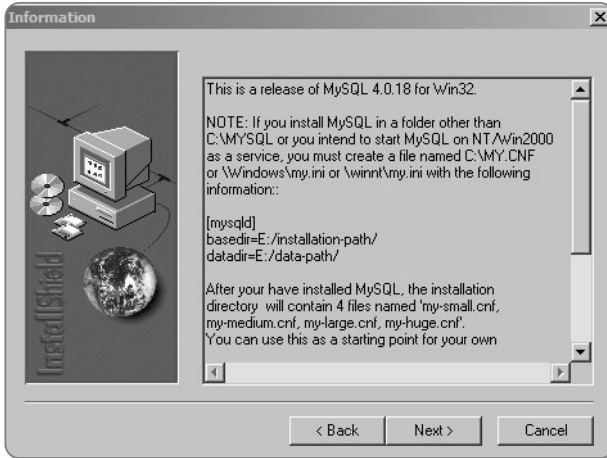 Information
This is a release of MySQL 4.0.18 for Win32.
NOTE: If you install MySQL in a folder other than
C:\MYSQL or you intend to start MySQL on NT/Win2000
as a service, you must create a file named C:\MY.CNF
or \Windows\my.ini or \winnt\my.ini with the following
information::
[mysqld]
basedir=E:/installation-path/
datadir=E:/data-path/
After your have installed MySQL, the installation
directory will contain 4 files named 'my-small.cnf,
my-medium.cnf, my-large.cnf, my-huge.cnf'.
You can use this as a starting point for your own
InstallShield
< Back
Next >
Cancel